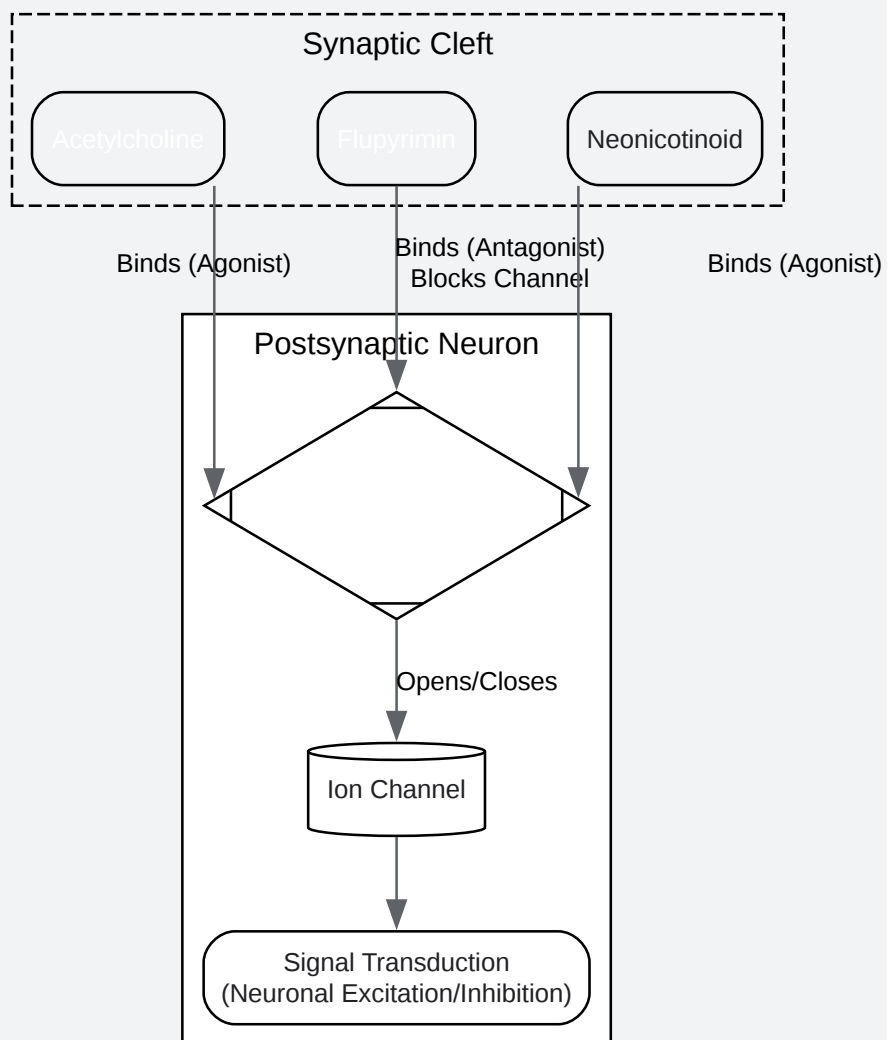 Synaptic Cleft
Acetylcholine
Flupyrimin
Neonicotinoid
Binds (Agonist)
Binds (Antagonist)
Blocks Channel
Binds (Agonist)
Postsynaptic Neuron
Opens/Closes
Ion Channel
Signal Transduction
(Neuronal Excitation/Inhibition)